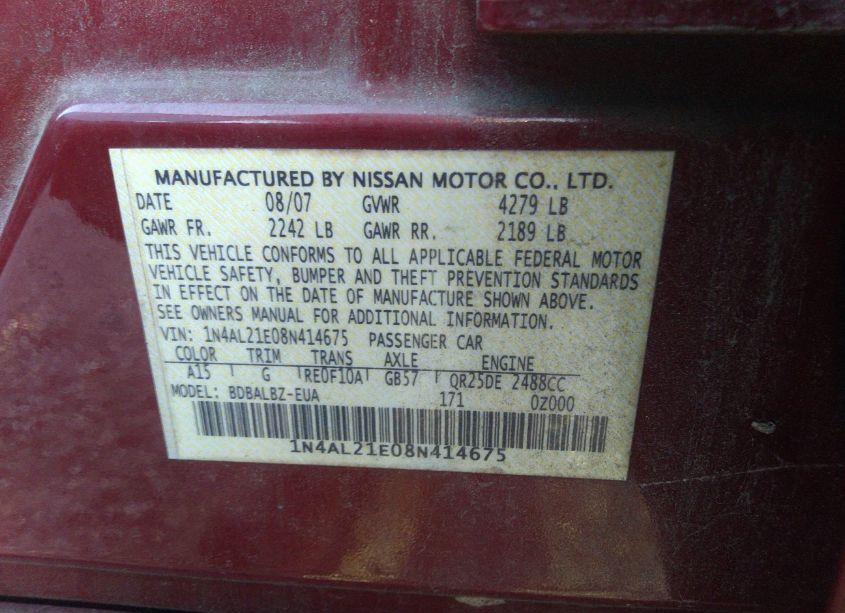 MANUFACTURED BY NISSAN MOTOR CO., LTD.
DATE 08/07 GVWR 4279 LB
GAWR FR. 2242 LB GAWR RR. 2189 LB
THIS VEHICLE CONFORMS TO ALL APPLICABLE FEDERAL MOTOR
VEHICLE SAFETY, BUMPER AND THEFT PREVENTION STANDARDS
IN EFFECT ON THE DATE OF MANUFACTURE SHOWN ABOVE.
SEE OWNERS MANUAL FOR ADDITIONAL INFORMATION.
VIN: 1N4AL21E08N414675 PASSENGER CAR
COLOR TRIM TRANS AXLE ENGINE
A15 G RE0F10A GB57 QR25DE 2488CC
MODEL: BDBALBZ-EUA 171 0Z000
1N4AL21E08N414675